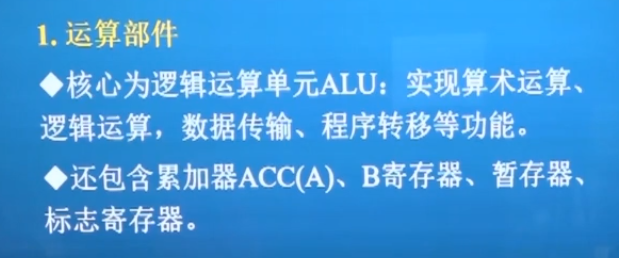 1. 运算部件
◆核心为逻辑运算单元ALU：实现算术运算、
逻辑运算，数据传输、程序转移等功能。
◆还包含累加器ACC(A)、B寄存器、暂存器、
标志寄存器。